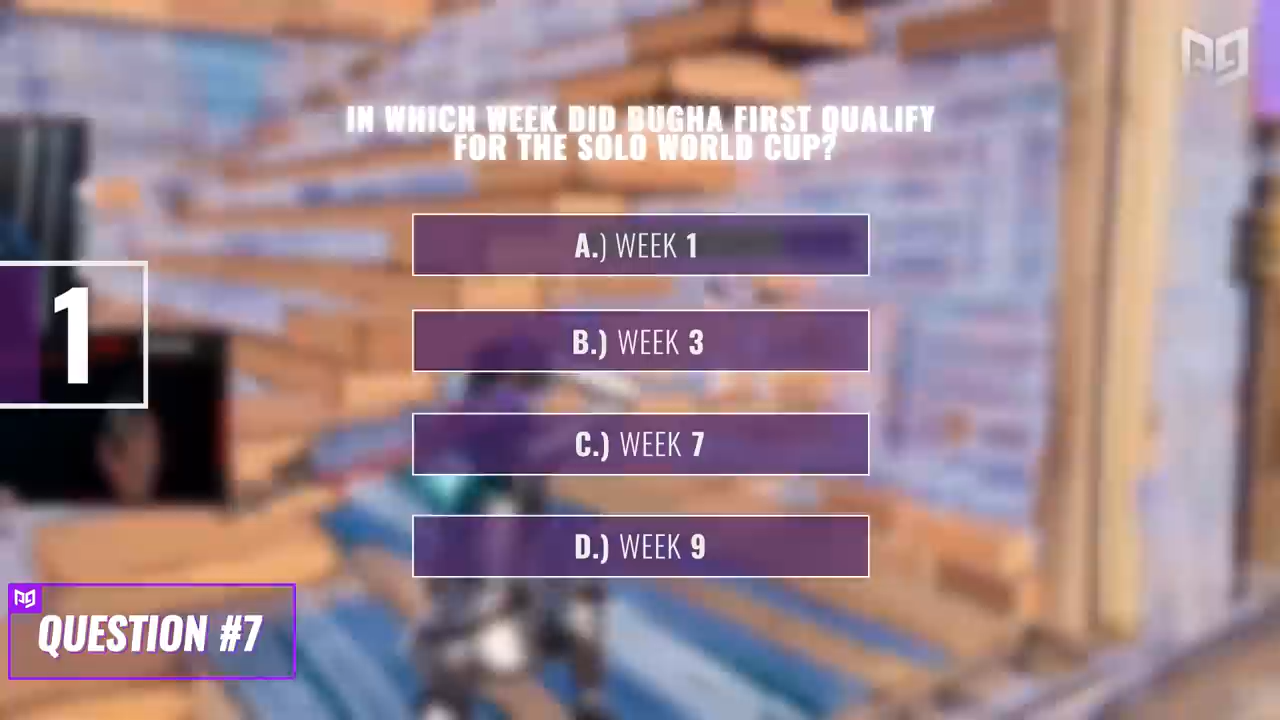 IN WHICH WEEK DID BUGHA FIRST QUALIFY
FOR THE SOLO WORLD CUP?
A.) WEEK 1
B.) WEEK 3
1
C.) WEEK 7
D.) WEEK 9
QUESTION #7